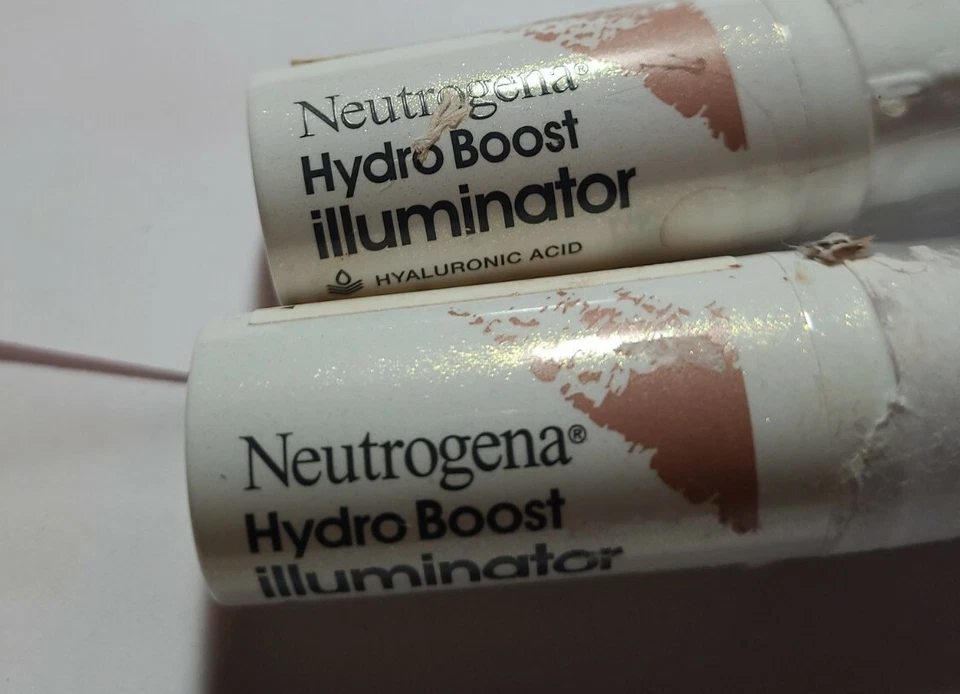 Neutrogena®
Hydro Boost
illuminator
HYALURONIC ACID
Neutrogena®
Hydro Boost
illuminator